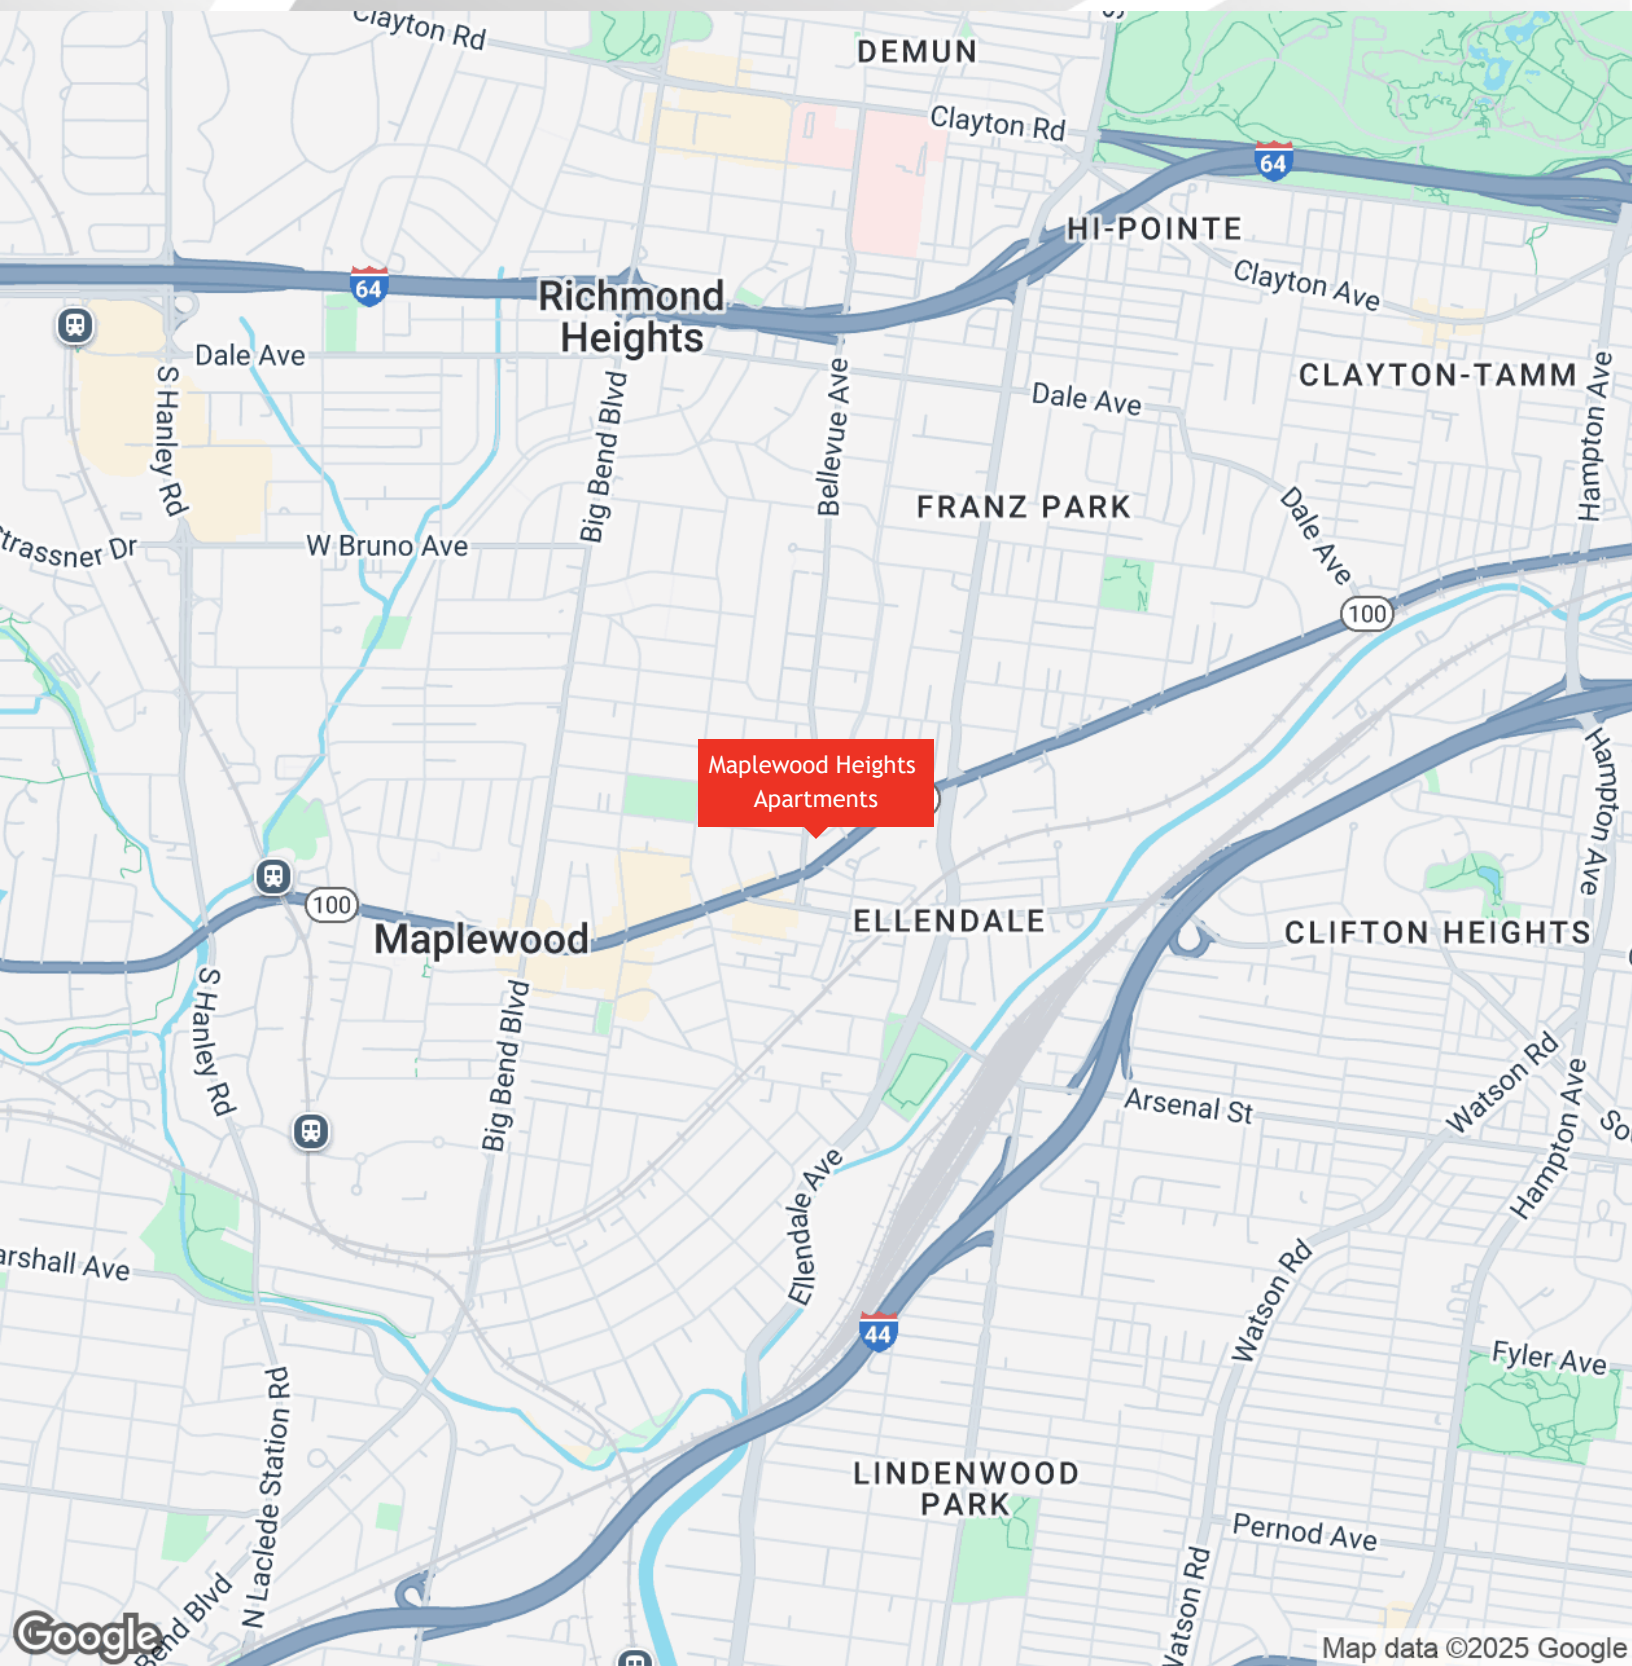 Clayton Rd
DEMUN
Clayton Rd
64
HI-POINTE
Clayton Ave
64
Richmond
Heights
Dale Ave
S Hanley Rd
Big Bend Blvd
Bellevue Ave
Dale Ave
CLAYTON-TAMM
Hampton Ave
FRANZ PARK
Dale Ave
Strassner Dr
W Bruno Ave
100
Maplewood Heights
Apartments
Hampton Ave
100
Maplewood
ELLENDALE
CLIFTON HEIGHTS
S Hanley Rd
Big Bend Blvd
Arsenal St
Watson Rd
Hampton Ave
Ellendale Ave
arshall Ave
Watson Rd
44
Fyler Ave
N Laclede Station Rd
LINDENWOOD
PARK
Pernod Ave
Watson Rd
Bend Blvd
Google
Map data ©2025 Google